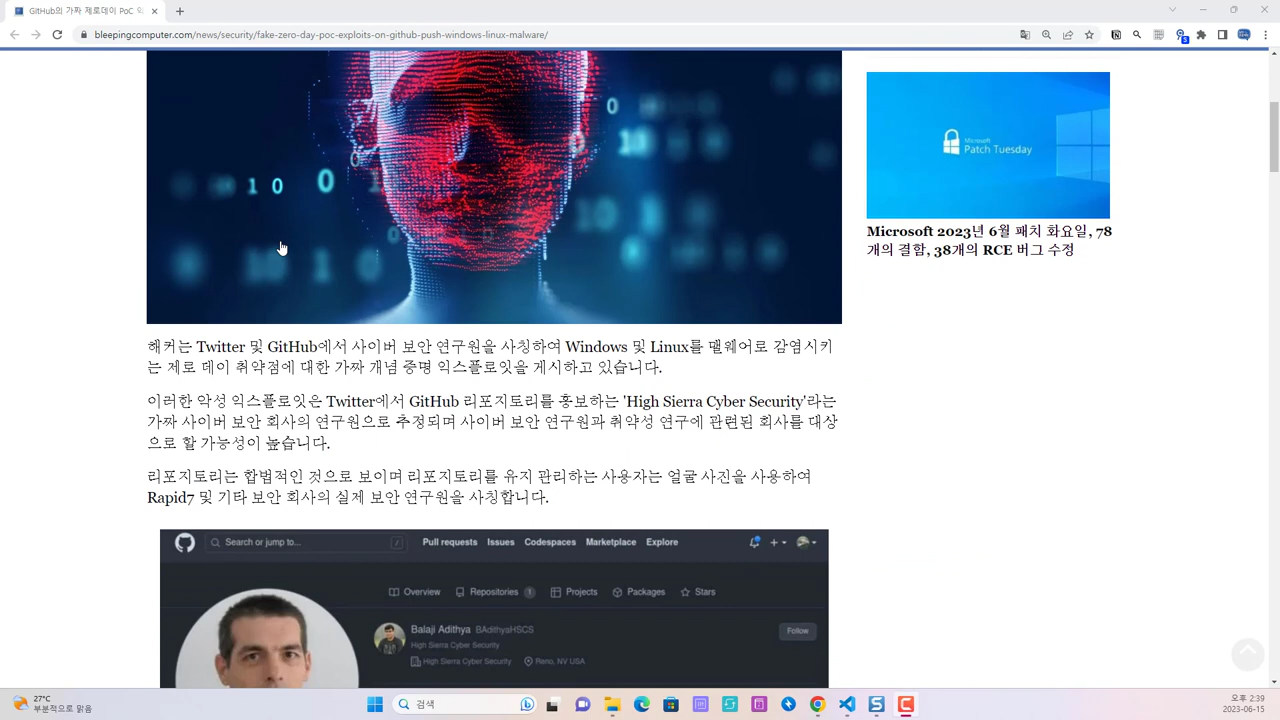 GitHub의 가짜 제로데이 PoC 익
bleepingcomputer.com/news/security/fake-zero-day-poc-exploits-on-github-push-windows-linux-malware/
Microsoft
Patch Tuesday
Microsoft 2023년 6월 패치 화요일, 78
개의 결함, 38개의 RCE 버그 수정
해커는 Twitter 및 GitHub에서 사이버 보안 연구원을 사칭하여 Windows 및 Linux를 맬웨어로 감염시키
는 제로 데이 취약점에 대한 가짜 개념 증명 익스플로잇을 게시하고 있습니다.
이러한 악성 익스플로잇은 Twitter에서 GitHub 리포지토리를 홍보하는 'High Sierra Cyber Security'라는
가짜 사이버 보안 회사의 연구원으로 추정되며 사이버 보안 연구원과 취약성 연구에 관련된 회사를 대상
으로 할 가능성이 높습니다.
리포지토리는 합법적인 것으로 보이며 리포지토리를 유지 관리하는 사용자는 얼굴 사진을 사용하여
Rapid7 및 기타 보안 회사의 실제 보안 연구원을 사칭합니다.
Search or jump to... / Pull requests Issues Codespaces Marketplace Explore
Overview Repositories 1 Projects Packages Stars
Balaji Adithya BAdithyaHSCS Follow
High Sierra Cyber Security
High Sierra Cyber Security Reno, NV USA
27°C
부분적으로 맑음
검색
오후 2:39
2023-06-15